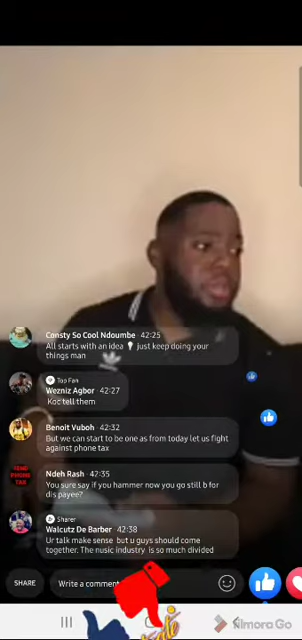 Consty So Cool Ndoumbe · 42:25
All starts with an idea 💡 just keep doing your
things man
Top Fan
Wezniz Agbor · 42:27
Koc tell them
Benoit Vuboh · 42:32
But we can start to be one as from today let us fight
against phone tax
Ndeh Rash · 42:35
You sure say if you hammer now you go still b for
dis payee?
Sharer
Walcutz De Barber · 42:38
Ur talk make sense but u guys should come
together. The nusic industry is so much divided
SHARE
Write a comment